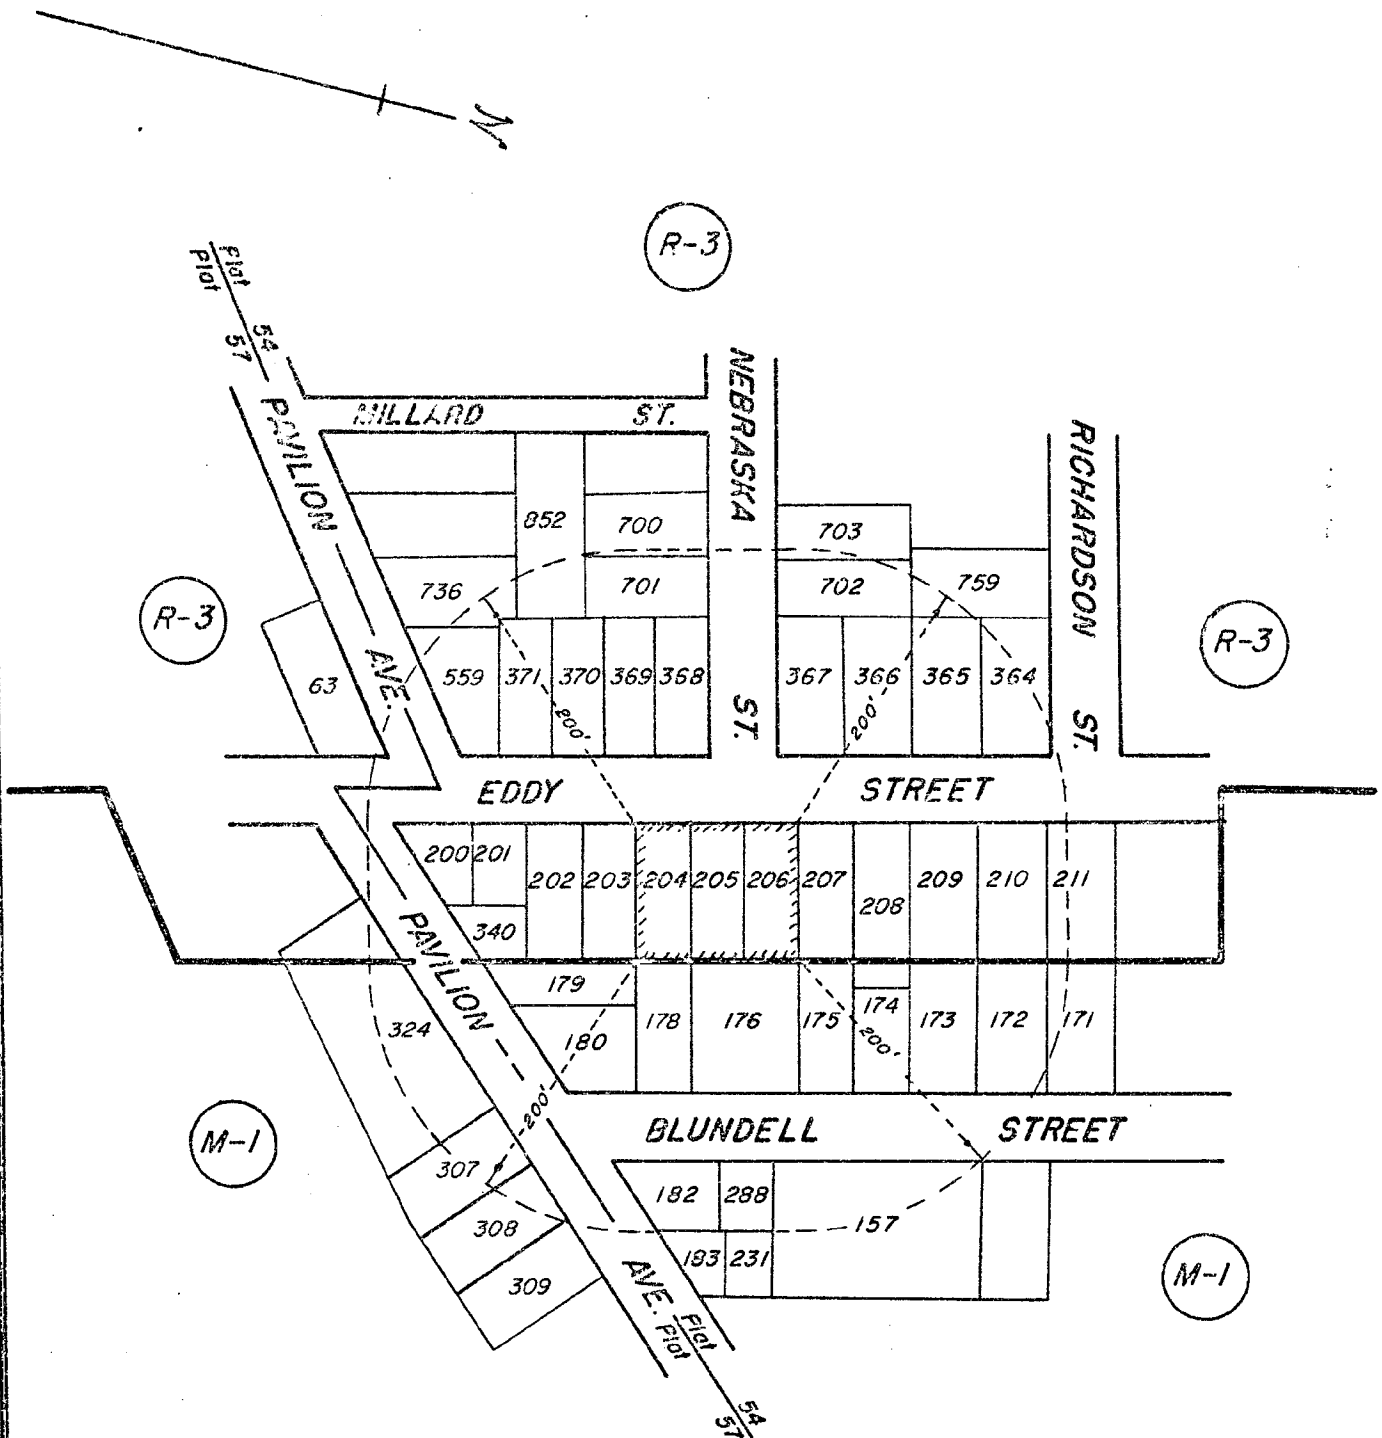 N
R-3
Plat 54
Plat 57
MILLARD ST.
NEBRASKA ST.
RICHARDSON ST.
PAVILION AVE.
852 700 703
736 701 702 759
R-3
R-3
63 559 371 370 369 368 367 366 365 364
200' 200'
EDDY STREET
200 201 202 203 204 205 206 207 208 209 210 211
340
PAVILION AVE.
179
324 180 178 176 175 174 173 172 171
200'
200'
M-1
BLUNDELL STREET
307 182 288
308 157
183 231
309
M-1
Plat 54
Plat 57